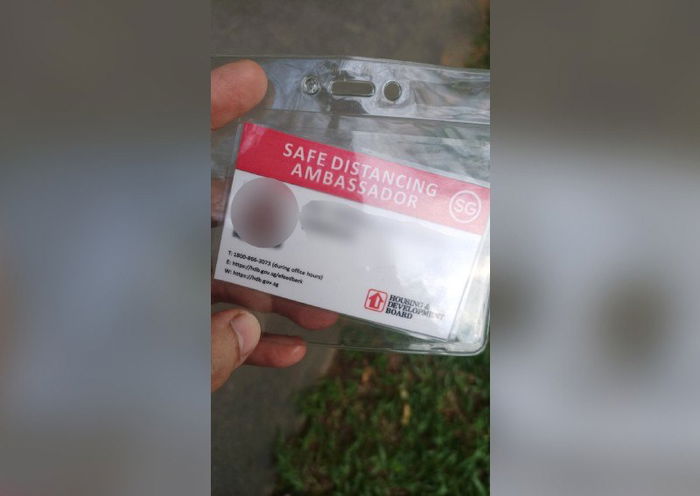 SAFE DISTANCING
AMBASSADOR
SG
T: 1800-866-3073 (during office hours)
E: https://hdb.gov.sg/efeedback
W: https://hdb.gov.sg
HOUSING &
DEVELOPMENT
BOARD